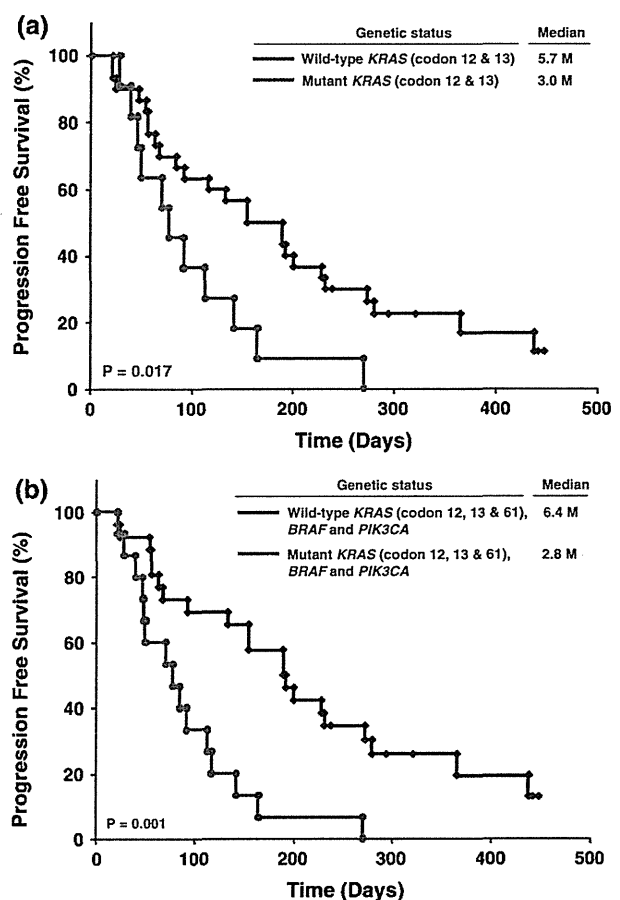 (a)
Genetic status Median
Wild-type KRAS (codon 12 & 13) 5.7 M
Mutant KRAS (codon 12 & 13) 3.0 M
Progression Free Survival (%)
100
80
60
40
20
0
P = 0.017
0 100 200 300 400 500
Time (Days)
(b)
Genetic status Median
Wild-type KRAS (codon 12, 13 & 61), 6.4 M
BRAF and PIK3CA
Mutant KRAS (codon 12, 13 & 61), 2.8 M
BRAF and PIK3CA
Progression Free Survival (%)
100
80
60
40
20
0
P = 0.001
0 100 200 300 400 500
Time (Days)